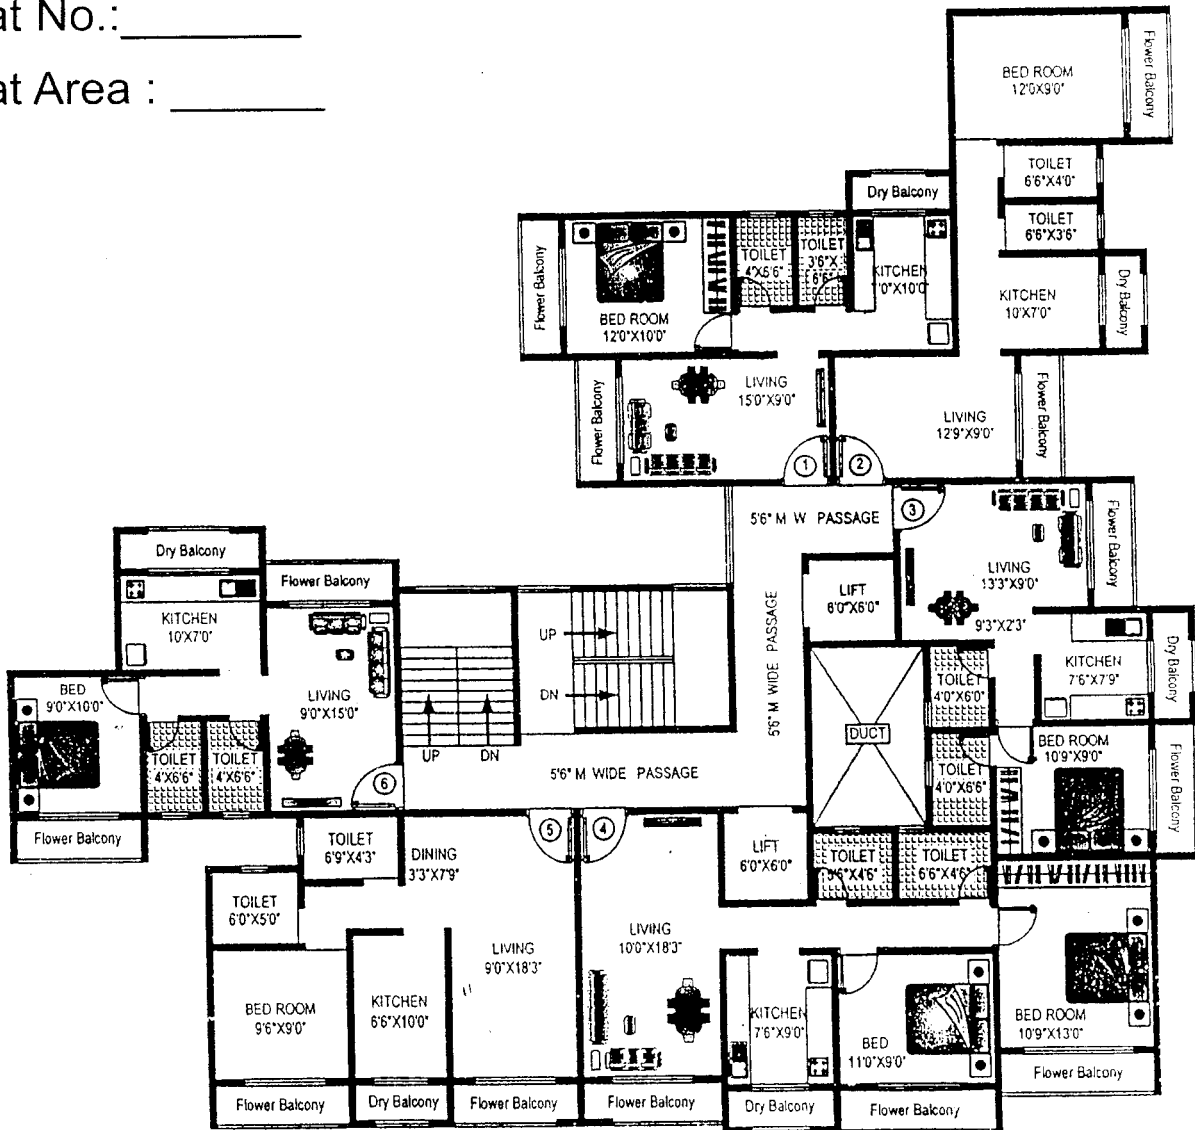 at No.:
at Area :
BED ROOM
12'0X9'0"
Flower Balcony
TOILET
6'6"X4'0"
TOILET
6'6"X3'6"
Dry Balcony
KITCHEN
10'X7'0"
Dry Balcony
Flower Balcony
BED ROOM
12'0"X10'0"
TOILET
4'X6'6"
TOILET
3'6"X
6'6"
KITCHEN
Flower Balcony
LIVING
15'0"X9'0"
LIVING
12'9"X9'0"
Flower Balcony
1
2
5'6" M W PASSAGE
3
LIVING
13'3"X9'0"
9'3"X2'3"
Flower Balcony
LIFT
6'0"X6'0"
5'6" M WIDE PASSAGE
KITCHEN
7'6"X7'9"
Dry Balcony
TOILET
4'0"X6'0"
DUCT
TOILET
4'0"X6'6"
BED ROOM
10'9"X9'0"
Flower Balcony
Dry Balcony
KITCHEN
10'X7'0"
Flower Balcony
LIVING
9'0"X15'0"
BED
9'0"X10'0"
TOILET
4'X6'6"
TOILET
4'X6'6"
Flower Balcony
6
UP
DN
UP
DN
5'6" M WIDE PASSAGE
5
4
TOILET
6'9"X4'3"
DINING
3'3"X7'9"
TOILET
6'0"X5'0"
LIFT
6'0"X6'0"
TOILET
TOILET
6'6"X4'6"
LIVING
9'0"X18'3"
LIVING
10'0"X18'3"
BED ROOM
9'6"X9'0"
KITCHEN
6'6"X10'0"
KITCHEN
7'6"X9'0"
BED
11'0"X9'0"
BED ROOM
10'9"X13'0"
Flower Balcony
Flower Balcony
Dry Balcony
Flower Balcony
Flower Balcony
Dry Balcony
Flower Balcony